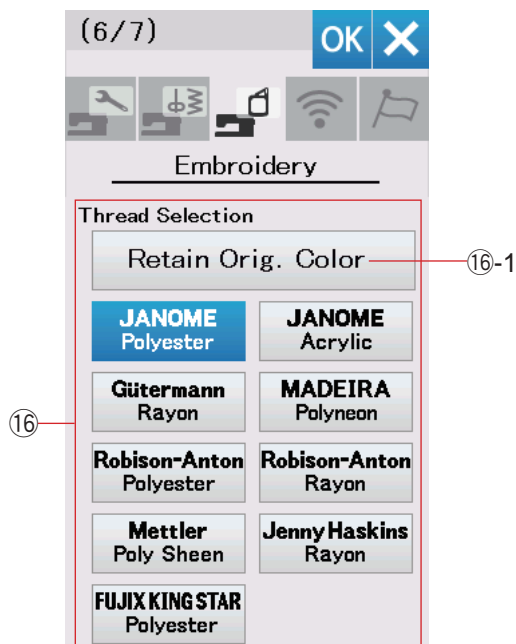 (6/7)
OK
Embroidery
Thread Selection
Retain Orig. Color
⑯-1
JANOME
Polyester
JANOME
Acrylic
Gütermann
Rayon
MADEIRA
Polyneon
⑯
Robison-Anton
Polyester
Robison-Anton
Rayon
Mettler
Poly Sheen
Jenny Haskins
Rayon
FUJIX KING STAR
Polyester